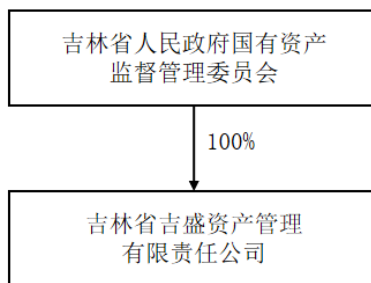 吉林省人民政府国有资产
监督管理委员会
100%
吉林省吉盛资产管理
有限责任公司